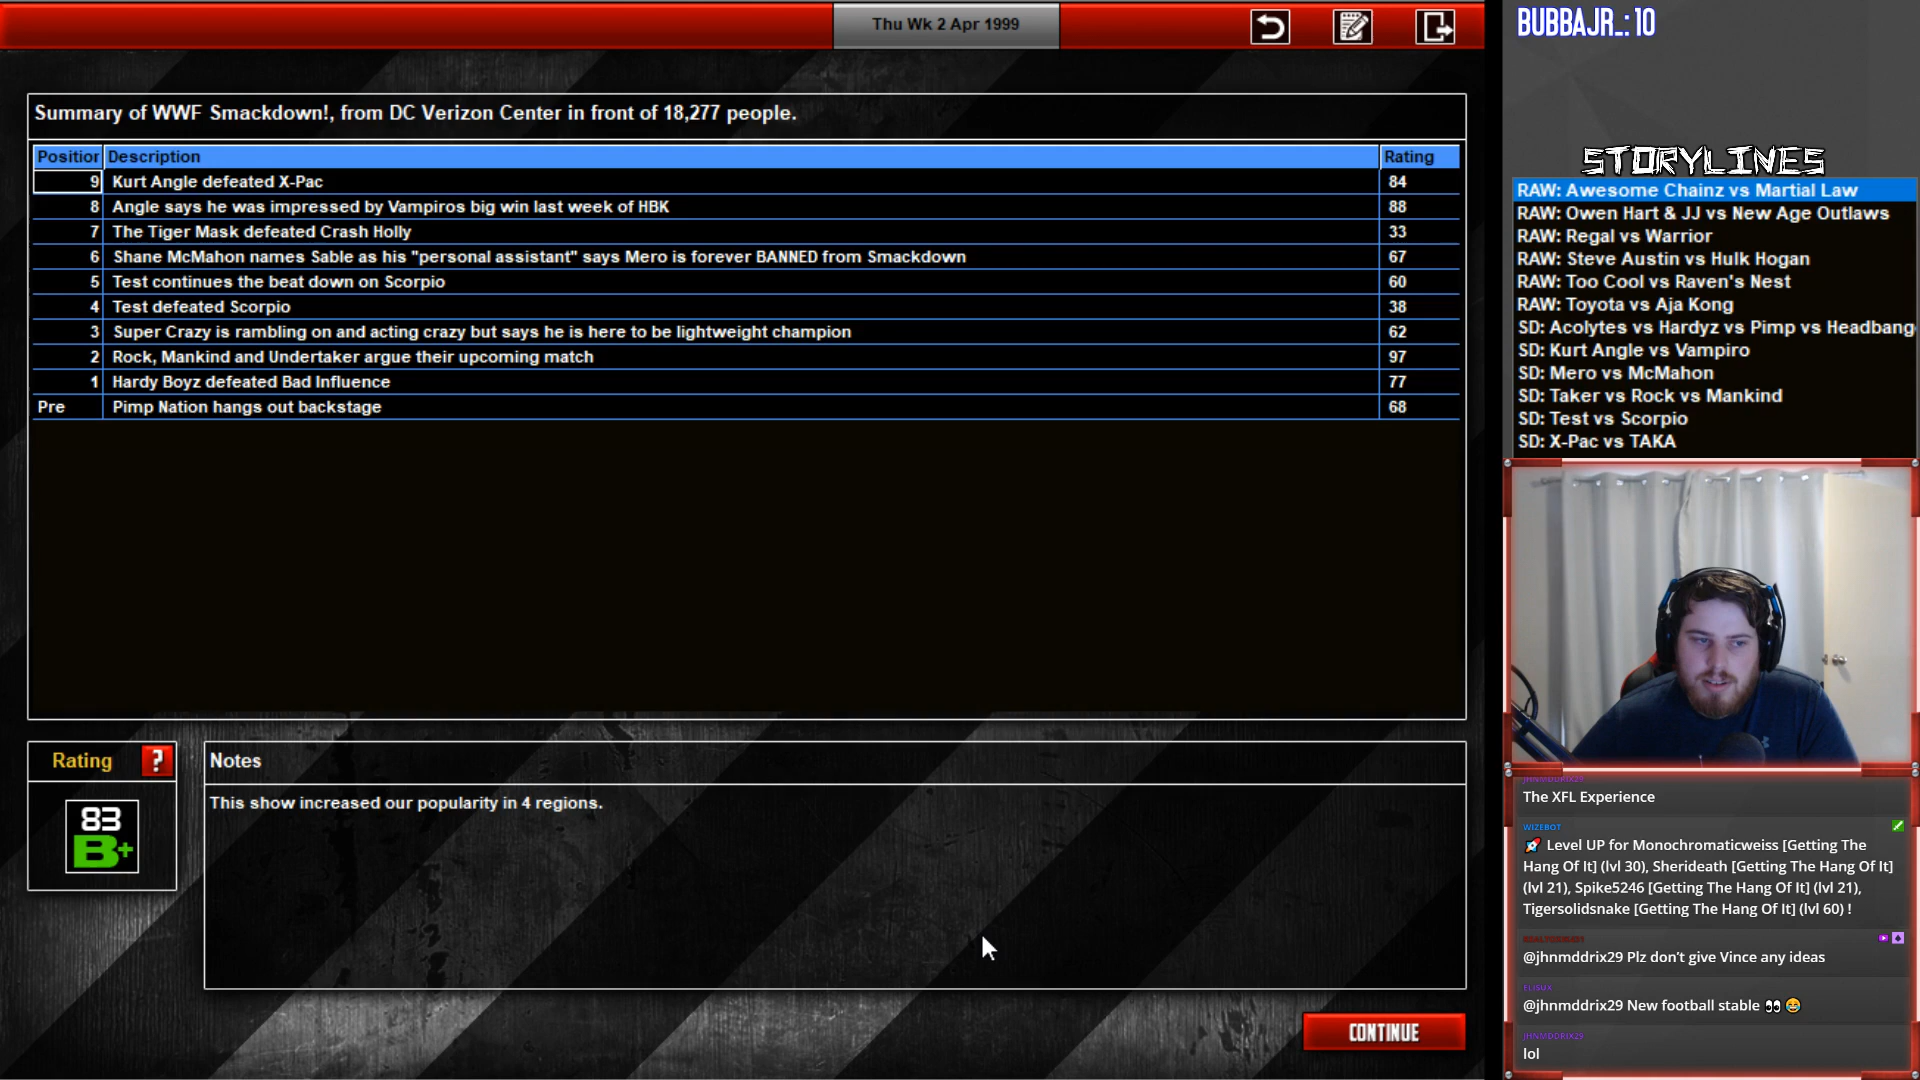 Thu Wk 2 Apr 1999
BUBBAJR_: 10
Summary of WWF Smackdown!, from DC Verizon Center in front of 18,277 people.
Position Description Rating
9 Kurt Angle defeated X-Pac 84
8 Angle says he was impressed by Vampiros big win last week of HBK 88
7 The Tiger Mask defeated Crash Holly 33
6 Shane McMahon names Sable as his "personal assistant" says Mero is forever BANNED from Smackdown 67
5 Test continues the beat down on Scorpio 60
4 Test defeated Scorpio 38
3 Super Crazy is rambling on and acting crazy but says he is here to be lightweight champion 62
2 Rock, Mankind and Undertaker argue their upcoming match 97
1 Hardy Boyz defeated Bad Influence 77
Pre Pimp Nation hangs out backstage 68
Rating ?
83
B+
Notes
This show increased our popularity in 4 regions.
CONTINUE
STORYLINES
RAW: Awesome Chainz vs Martial Law
RAW: Owen Hart & JJ vs New Age Outlaws
RAW: Regal vs Warrior
RAW: Steve Austin vs Hulk Hogan
RAW: Too Cool vs Raven's Nest
RAW: Toyota vs Aja Kong
SD: Acolytes vs Hardyz vs Pimp vs Headbang
SD: Kurt Angle vs Vampiro
SD: Mero vs McMahon
SD: Taker vs Rock vs Mankind
SD: Test vs Scorpio
SD: X-Pac vs TAKA
JHNMDDRIX29
The XFL Experience
WIZEBOT
🚀 Level UP for Monochromaticweiss [Getting The
Hang Of It] (lvl 30), Sherideath [Getting The Hang Of It]
(lvl 21), Spike5246 [Getting The Hang Of It] (lvl 21),
Tigersolidsnake [Getting The Hang Of It] (lvl 60) !
@jhnmddrix29 Plz don't give Vince any ideas
ELISUX
@jhnmddrix29 New football stable 👀 😂
JHNMDDRIX29
lol